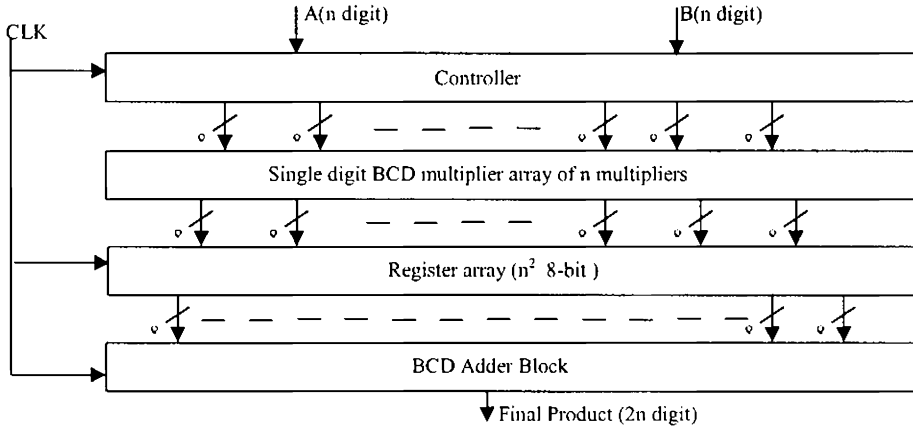 A(n digit)
B(n digit)
CLK
Controller
Single digit BCD multiplier array of n multipliers
Register array (n² 8-bit )
BCD Adder Block
Final Product (2n digit)